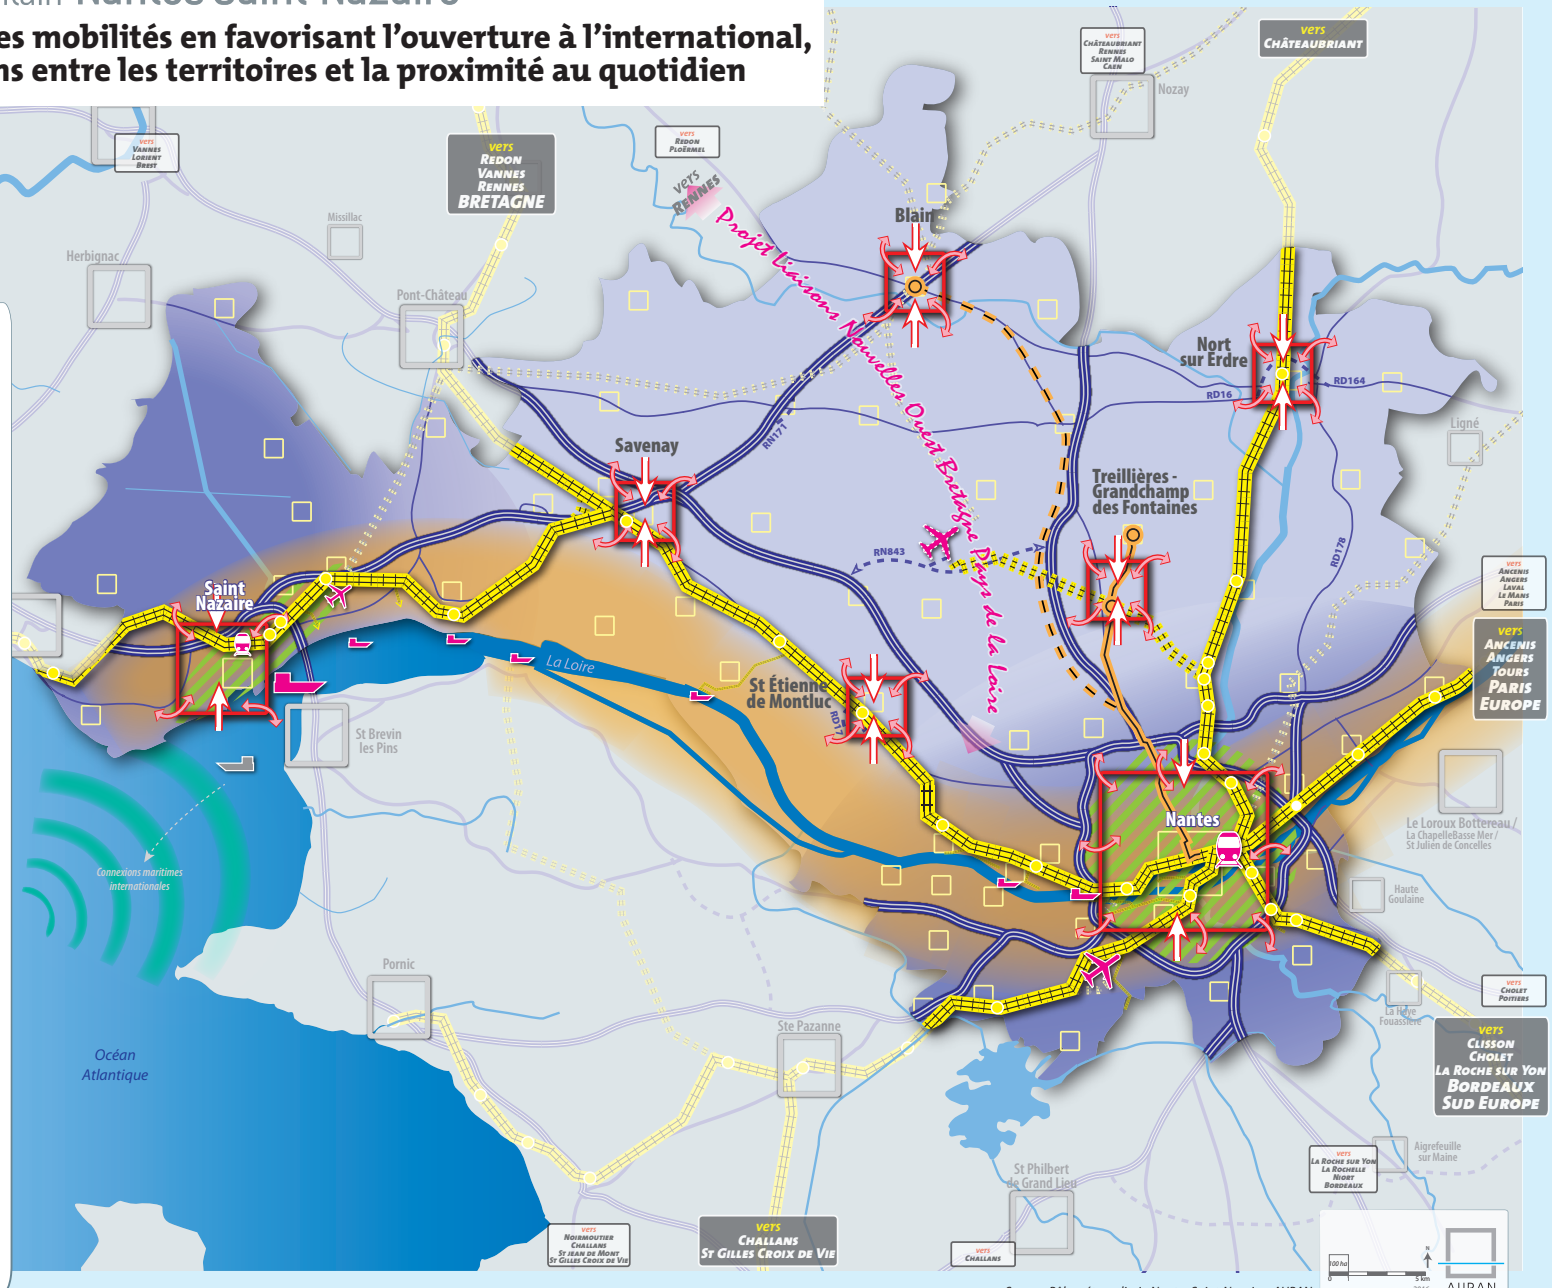 Nantes Saint-Nazaire
es mobilités en favorisant l'ouverture à l'international,
ns entre les territoires et la proximité au quotidien
vers
CHÂTEAUBRIANT
RENNES
SAINT MALO
CAEN
vers
CHÂTEAUBRIANT
Nozay
vers
VANNES
LORIENT
BREST
vers
REDON
VANNES
RENNES
BRETAGNE
vers
REDON
PLOËRMEL
vers
RENNES
Projet Liaisons Nouvelles Ouest Bretagne Pays de la Loire
Blain
Missillac
Herbignac
Pont-Château
Nort
sur Erdre
RD164
RD16
Ligné
RN171
Savenay
Treillières -
Grandchamp
des Fontaines
RN843
RD178
vers
ANCENIS
ANGERS
LAVAL
LE MANS
PARIS
Saint
Nazaire
vers
ANCENIS
ANGERS
TOURS
PARIS
EUROPE
La Loire
St Étienne
de Montluc
RD17
St Brevin
les Pins
Nantes
Le Loroux Bottereau /
La ChapelleBasse Mer /
St Julien de Concelles
Connexions maritimes
internationales
Haute
Goulaine
Pornic
vers
CHOLET
POITIERS
La Haye
Fouassière
Ste Pazanne
vers
CLISSON
CHOLET
LA ROCHE SUR YON
BORDEAUX
SUD EUROPE
Océan
Atlantique
Aigrefeuille
sur Maine
vers
LA ROCHE SUR YON
LA ROCHELLE
NIORT
BORDEAUX
St Philbert
de Grand Lieu
vers
NOIRMOUTIER
CHALLANS
ST JEAN DE MONT
ST GILLES CROIX DE VIE
vers
CHALLANS
ST GILLES CROIX DE VIE
vers
CHALLANS
N
100 ha
0 5 km